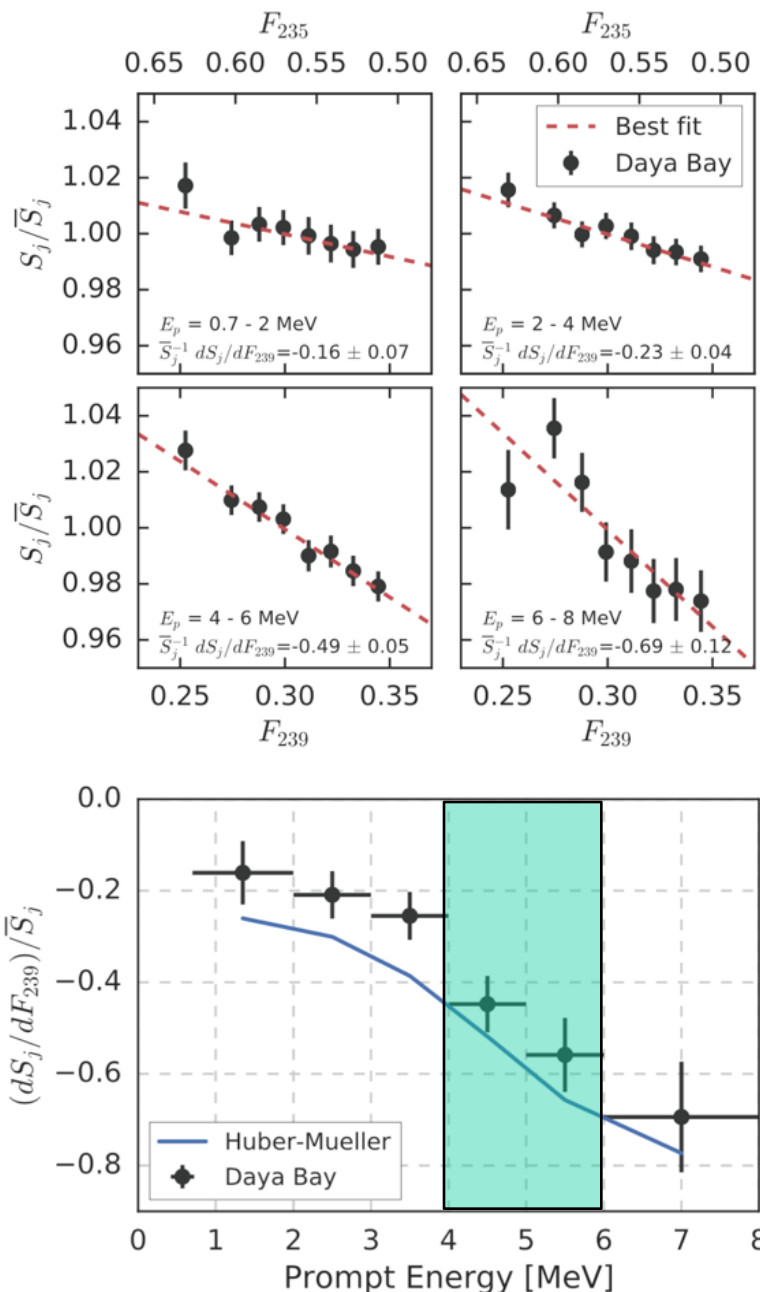 F235 F235
0.65 0.60 0.55 0.50 0.65 0.60 0.55 0.50
1.04
1.02
1.00
0.98
0.96
Sj/S̅j
Ep = 0.7 - 2 MeV
S̅j⁻¹ dSj/dF239=-0.16 ± 0.07
Best fit
Daya Bay
Ep = 2 - 4 MeV
S̅j⁻¹ dSj/dF239=-0.23 ± 0.04
1.04
1.02
1.00
0.98
0.96
Sj/S̅j
Ep = 4 - 6 MeV
S̅j⁻¹ dSj/dF239=-0.49 ± 0.05
Ep = 6 - 8 MeV
S̅j⁻¹ dSj/dF239=-0.69 ± 0.12
0.25 0.30 0.35 0.25 0.30 0.35
F239 F239
0.0
−0.2
−0.4
−0.6
−0.8
(dSj/dF239)/S̅j
Huber-Mueller
Daya Bay
0 1 2 3 4 5 6 7 8
Prompt Energy [MeV]